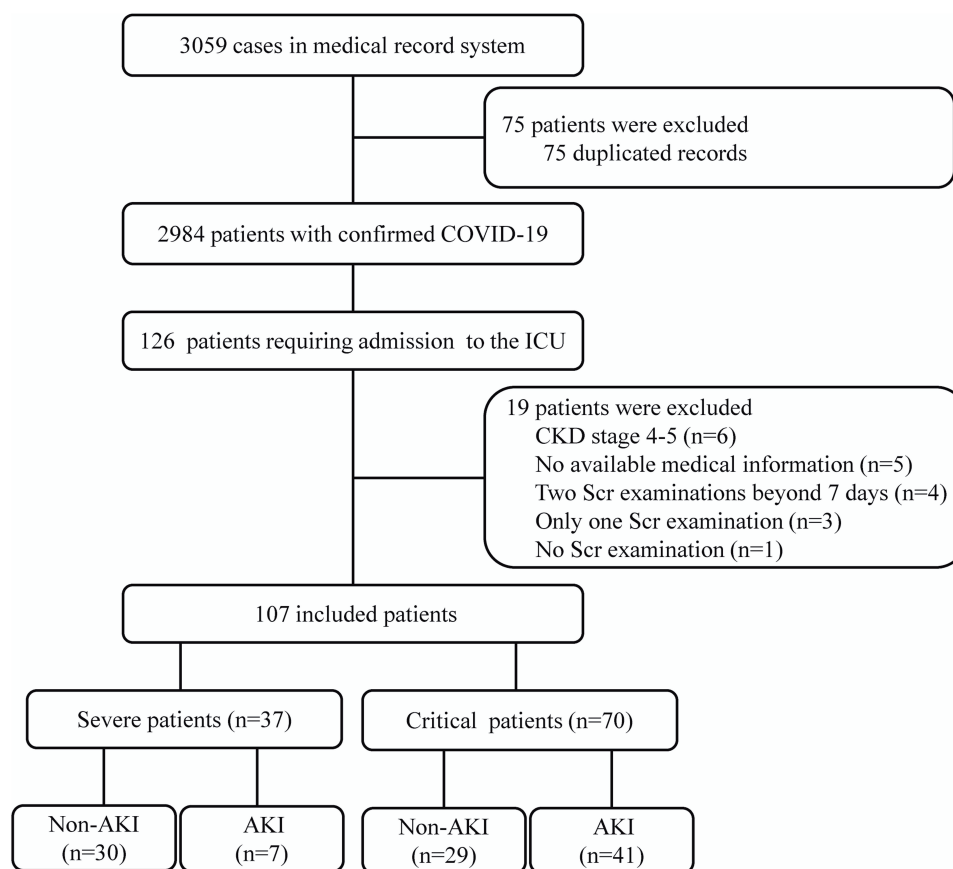 3059 cases in medical record system
75 patients were excluded
75 duplicated records
2984 patients with confirmed COVID-19
126 patients requiring admission to the ICU
19 patients were excluded
CKD stage 4-5 (n=6)
No available medical information (n=5)
Two Scr examinations beyond 7 days (n=4)
Only one Scr examination (n=3)
No Scr examination (n=1)
107 included patients
Severe patients (n=37)
Critical patients (n=70)
Non-AKI
(n=30)
AKI
(n=7)
Non-AKI
(n=29)
AKI
(n=41)